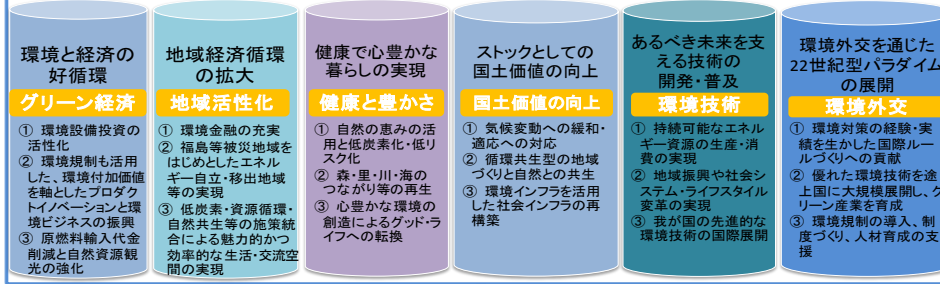 環境と経済の
好循環
グリーン経済
① 環境設備投資の
活性化
② 環境規制も活用
した、環境付加価値
を軸としたプロダク
トイノベーションと環
境ビジネスの振興
③ 原燃料輸入代金
削減と自然資源観
光の強化
地域経済循環
の拡大
地域活性化
① 環境金融の充実
② 福島等被災地域を
はじめとしたエネル
ギー自立・移出地域
等の実現
③ 低炭素・資源循環・
自然共生等の施策統
合による魅力的かつ
効率的な生活・交流空
間の実現
健康で心豊かな
暮らしの実現
健康と豊かさ
① 自然の恵みの活
用と低炭素化・低リ
スク化
② 森・里・川・海の
つながり等の再生
③ 心豊かな環境の
創造によるグッド・ラ
イフへの転換
ストックとしての
国土価値の向上
国土価値の向上
① 気候変動への緩和・
適応への対応
② 循環共生型の地域
づくりと自然との共生
③ 環境インフラを活用
した社会インフラの再
構築
あるべき未来を支
える技術の
開発・普及
環境技術
① 持続可能なエネル
ギー資源の生産・消
費の実現
② 地域振興や社会シ
ステム・ライフスタイル
変革の実現
③ 我が国の先進的な
環境技術の国際展開
環境外交を通じた
22世紀型パラダイム
の展開
環境外交
① 環境対策の経験・実
績を生かした国際ルー
ルづくりへの貢献
② 優れた環境技術を途
上国に大規模展開し、グ
リーン産業を育成
③ 環境規制の導入、制
度づくり、人材育成の支
援